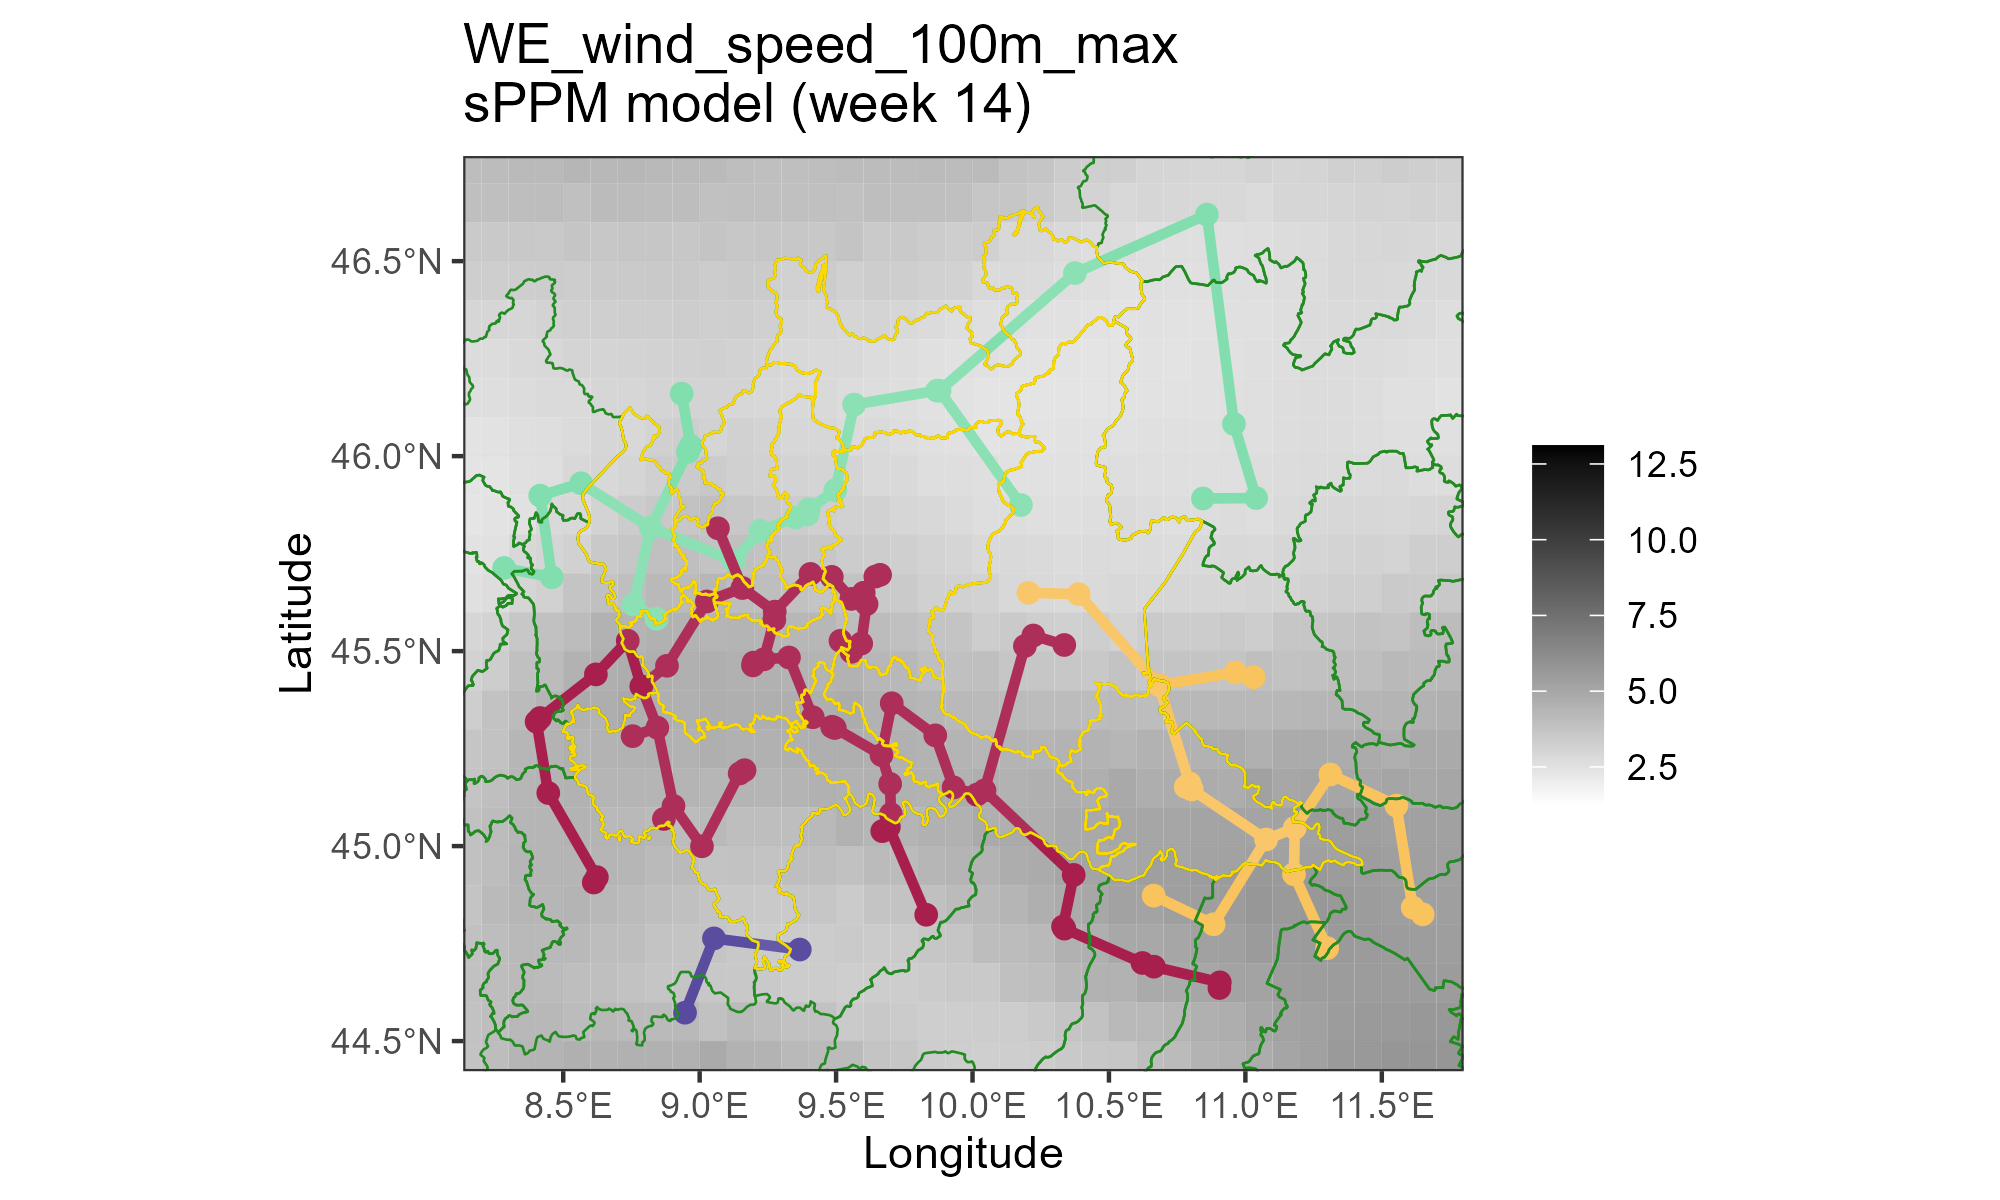 WE_wind_speed_100m_max
sPPM model (week 14)
46.5°N
46.0°N
45.5°N
45.0°N
44.5°N
Latitude
8.5°E
9.0°E
9.5°E
10.0°E
10.5°E
11.0°E
11.5°E
Longitude
12.5
10.0
7.5
5.0
2.5